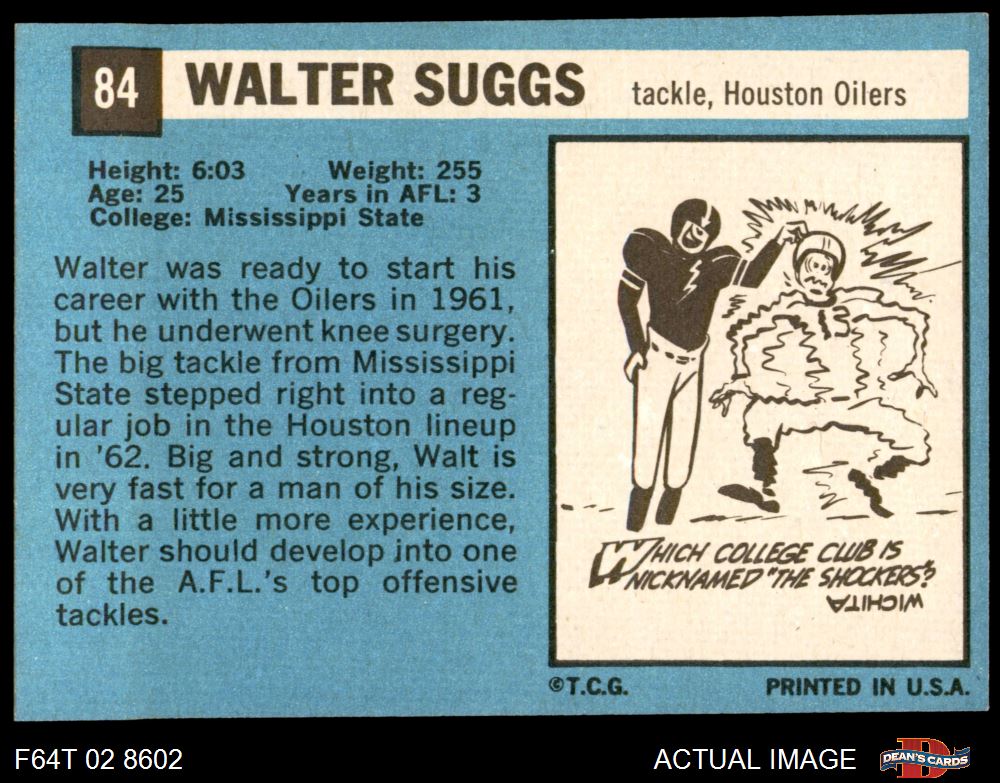 84 WALTER SUGGS tackle, Houston Oilers
Height: 6:03 Weight: 255
Age: 25 Years in AFL: 3
College: Mississippi State
Walter was ready to start his
career with the Oilers in 1961,
but he underwent knee surgery.
The big tackle from Mississippi
State stepped right into a reg-
ular job in the Houston lineup
in '62. Big and strong, Walt is
very fast for a man of his size.
With a little more experience,
Walter should develop into one
of the A.F.L.'s top offensive
tackles.
WHICH COLLEGE CLUB IS
NICKNAMED "THE SHOCKERS"?
WICHITA
©T.C.G. PRINTED IN U.S.A.
F64T 02 8602 ACTUAL IMAGE DEAN'S CARDS